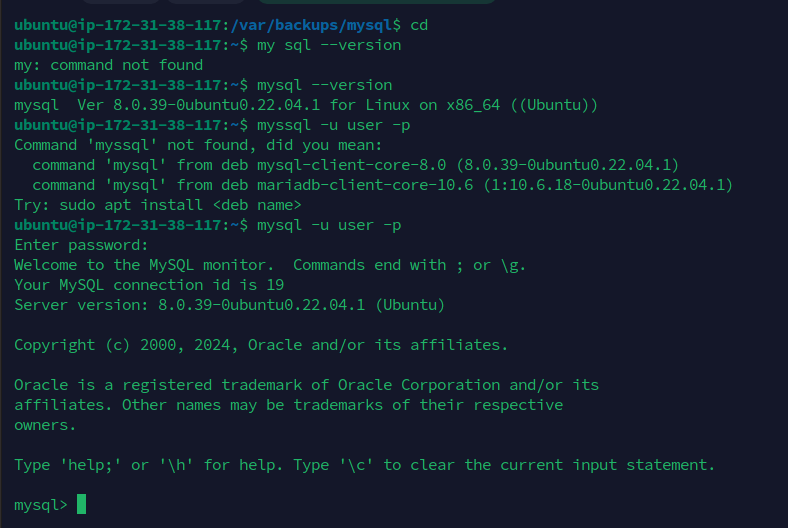 ubuntu@ip-172-31-38-117:/var/backups/mysql$ cd
ubuntu@ip-172-31-38-117:~$ my sql --version
my: command not found
ubuntu@ip-172-31-38-117:~$ mysql --version
mysql  Ver 8.0.39-0ubuntu0.22.04.1 for Linux on x86_64 ((Ubuntu))
ubuntu@ip-172-31-38-117:~$ myssql -u user -p
Command 'myssql' not found, did you mean:
  command 'mysql' from deb mysql-client-core-8.0 (8.0.39-0ubuntu0.22.04.1)
  command 'mysql' from deb mariadb-client-core-10.6 (1:10.6.18-0ubuntu0.22.04.1)
Try: sudo apt install <deb name>
ubuntu@ip-172-31-38-117:~$ mysql -u user -p
Enter password:
Welcome to the MySQL monitor.  Commands end with ; or \g.
Your MySQL connection id is 19
Server version: 8.0.39-0ubuntu0.22.04.1 (Ubuntu)
Copyright (c) 2000, 2024, Oracle and/or its affiliates.
Oracle is a registered trademark of Oracle Corporation and/or its
affiliates. Other names may be trademarks of their respective
owners.
Type 'help;' or '\h' for help. Type '\c' to clear the current input statement.
mysql>